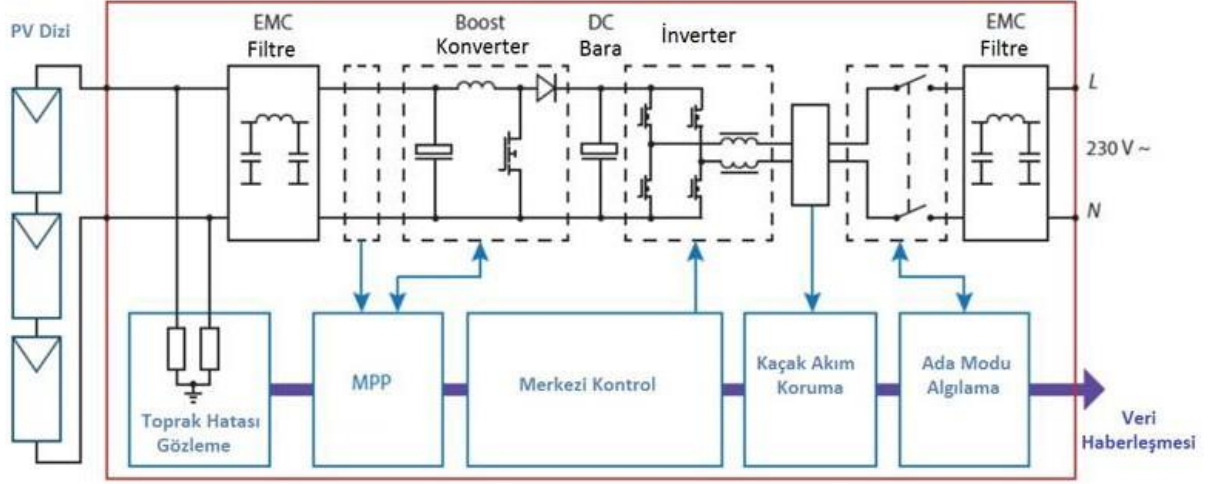 PV Dizi
EMC
Filtre
Boost
Konverter
DC
Bara
İnverter
EMC
Filtre
L
230 V ~
N
Toprak Hatası
Gözleme
MPP
Merkezi Kontrol
Kaçak Akım
Koruma
Ada Modu
Algılama
Veri
Haberleşmesi